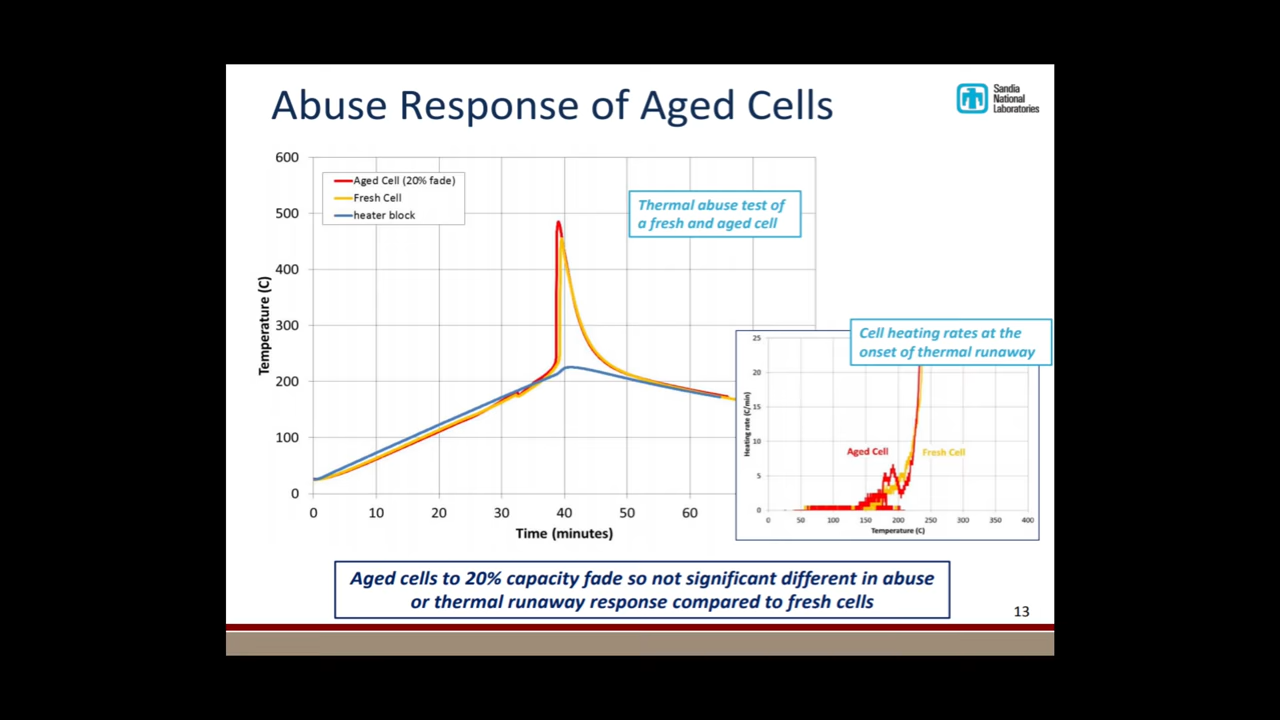 Abuse Response of Aged Cells
Sandia
National
Laboratories
600
500
400
300
200
100
0
Temperature (C)
Aged Cell (20% fade)
Fresh Cell
heater block
Thermal abuse test of
a fresh and aged cell
0
10
20
30
40
50
60
Time (minutes)
Cell heating rates at the
onset of thermal runaway
25
20
15
10
5
0
Heating rate (C/min)
Aged Cell
Fresh Cell
0
50
100
150
200
250
300
350
400
Temperature (C)
Aged cells to 20% capacity fade so not significant different in abuse
or thermal runaway response compared to fresh cells
13